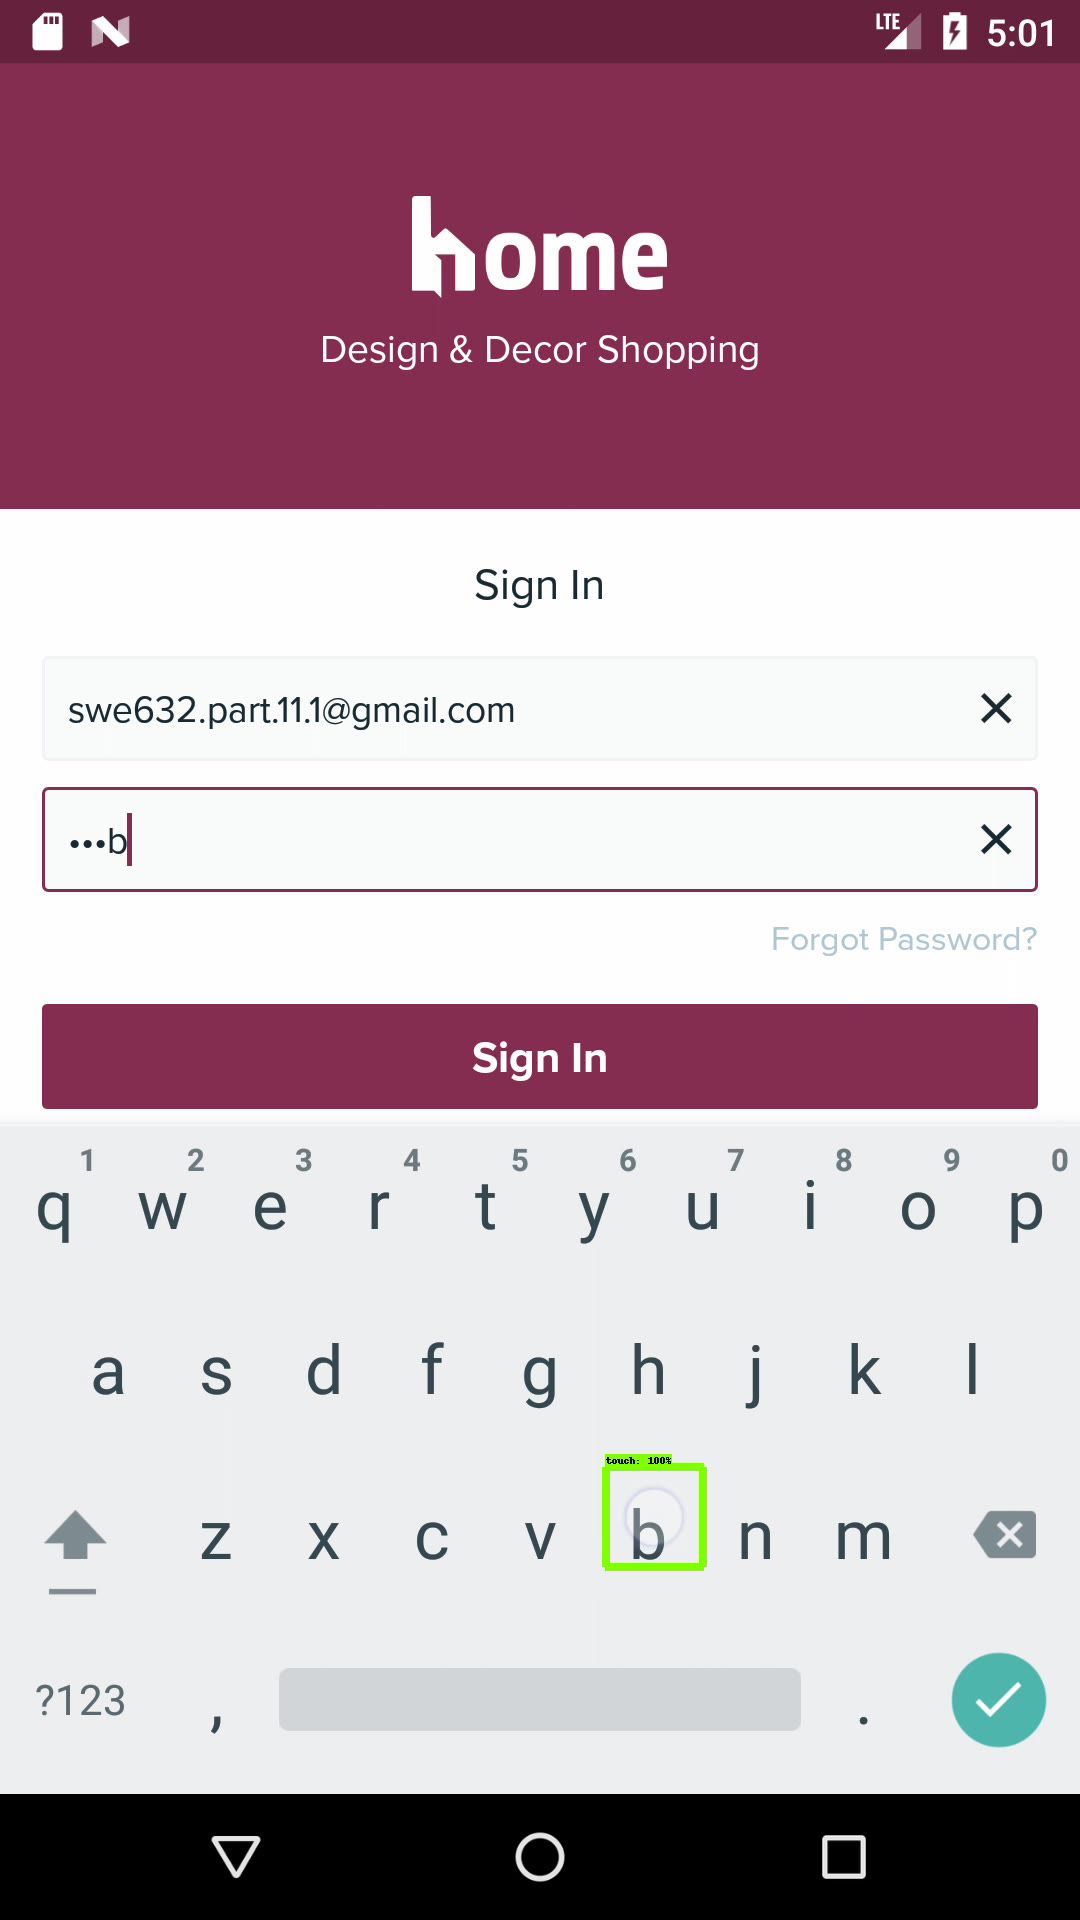 LTE 5:01
home
Design & Decor Shopping
Sign In
swe632.part.11.1@gmail.com
•••b
Forgot Password?
Sign In
1 2 3 4 5 6 7 8 9 0
q w e r t y u i o p
a s d f g h j k l
touch: 100%
z x c v b n m
?123 , .